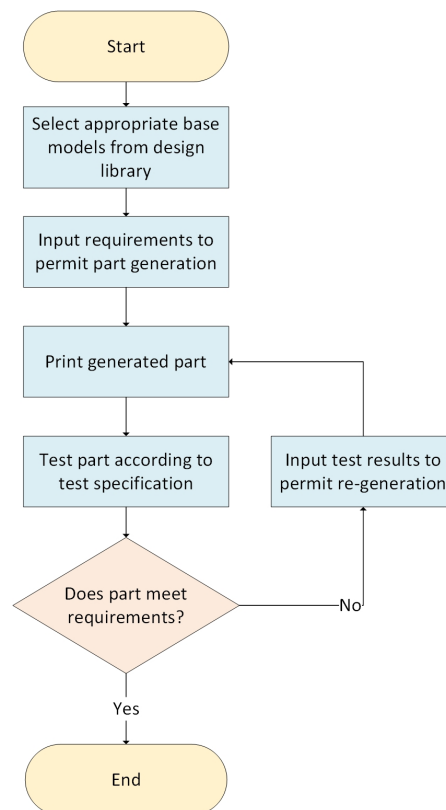 Start
Select appropriate base
models from design
library
Input requirements to
permit part generation
Print generated part
Test part according to
test specification
Input test results to
permit re-generation
Does part meet
requirements?
No
Yes
End